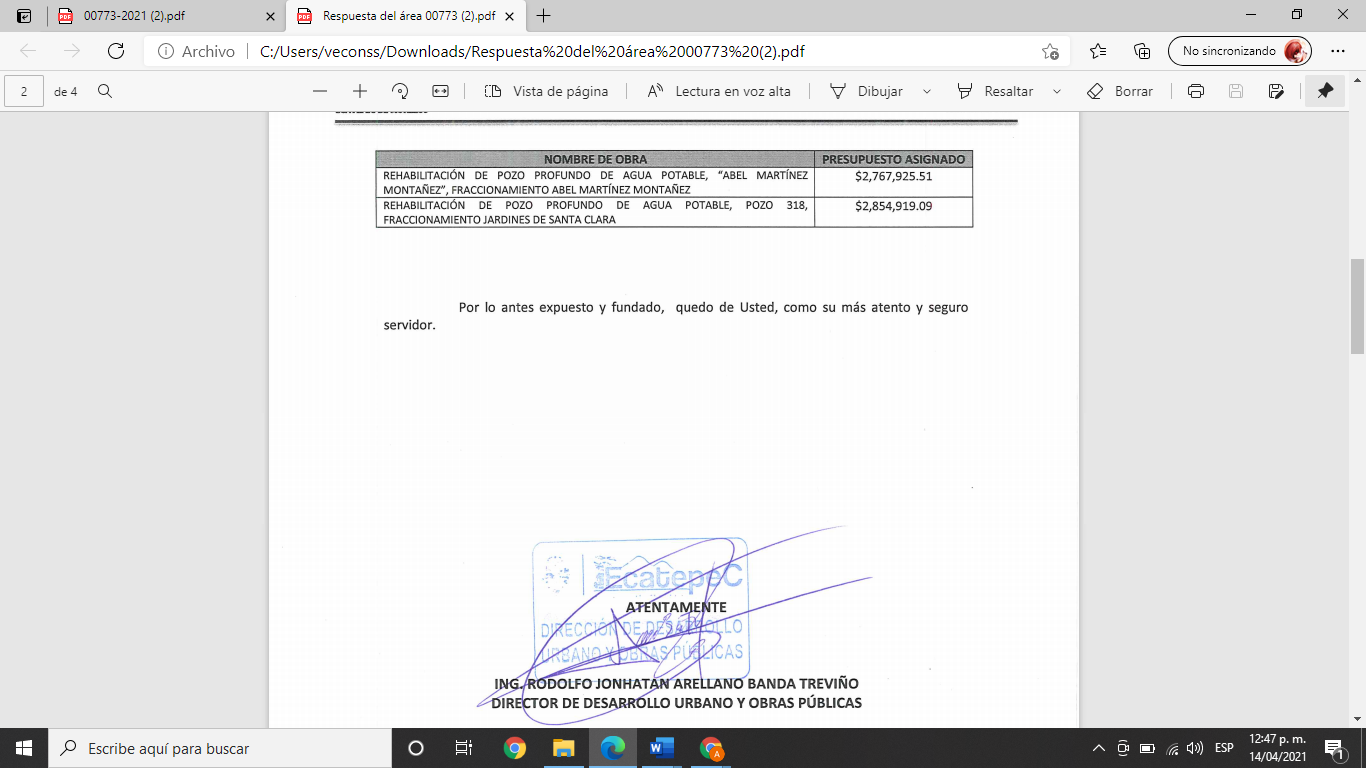 00773-2021 (2).pdf
Respuesta del área 00773 (2).pdf
Archivo
C:/Users/veconss/Downloads/Respuesta%20del%20área%2000773%20(2).pdf
No sincronizando
2 de 4
Vista de página
Lectura en voz alta
Dibujar
Resaltar
Borrar
NOMBRE DE OBRA PRESUPUESTO ASIGNADO
REHABILITACIÓN DE POZO PROFUNDO DE AGUA POTABLE, “ABEL MARTÍNEZ $2,767,925.51
MONTAÑEZ”, FRACCIONAMIENTO ABEL MARTÍNEZ MONTAÑEZ
REHABILITACIÓN DE POZO PROFUNDO DE AGUA POTABLE, POZO 318, $2,854,919.09
FRACCIONAMIENTO JARDINES DE SANTA CLARA
Por lo antes expuesto y fundado, quedo de Usted, como su más atento y seguro
servidor.
Ecatepec
ATENTAMENTE
DIRECCIÓN DE DESARROLLO
URBANO Y OBRAS PÚBLICAS
ING. RODOLFO JONHATAN ARELLANO BANDA TREVIÑO
DIRECTOR DE DESARROLLO URBANO Y OBRAS PÚBLICAS
Escribe aquí para buscar
ESP
12:47 p. m.
14/04/2021
1